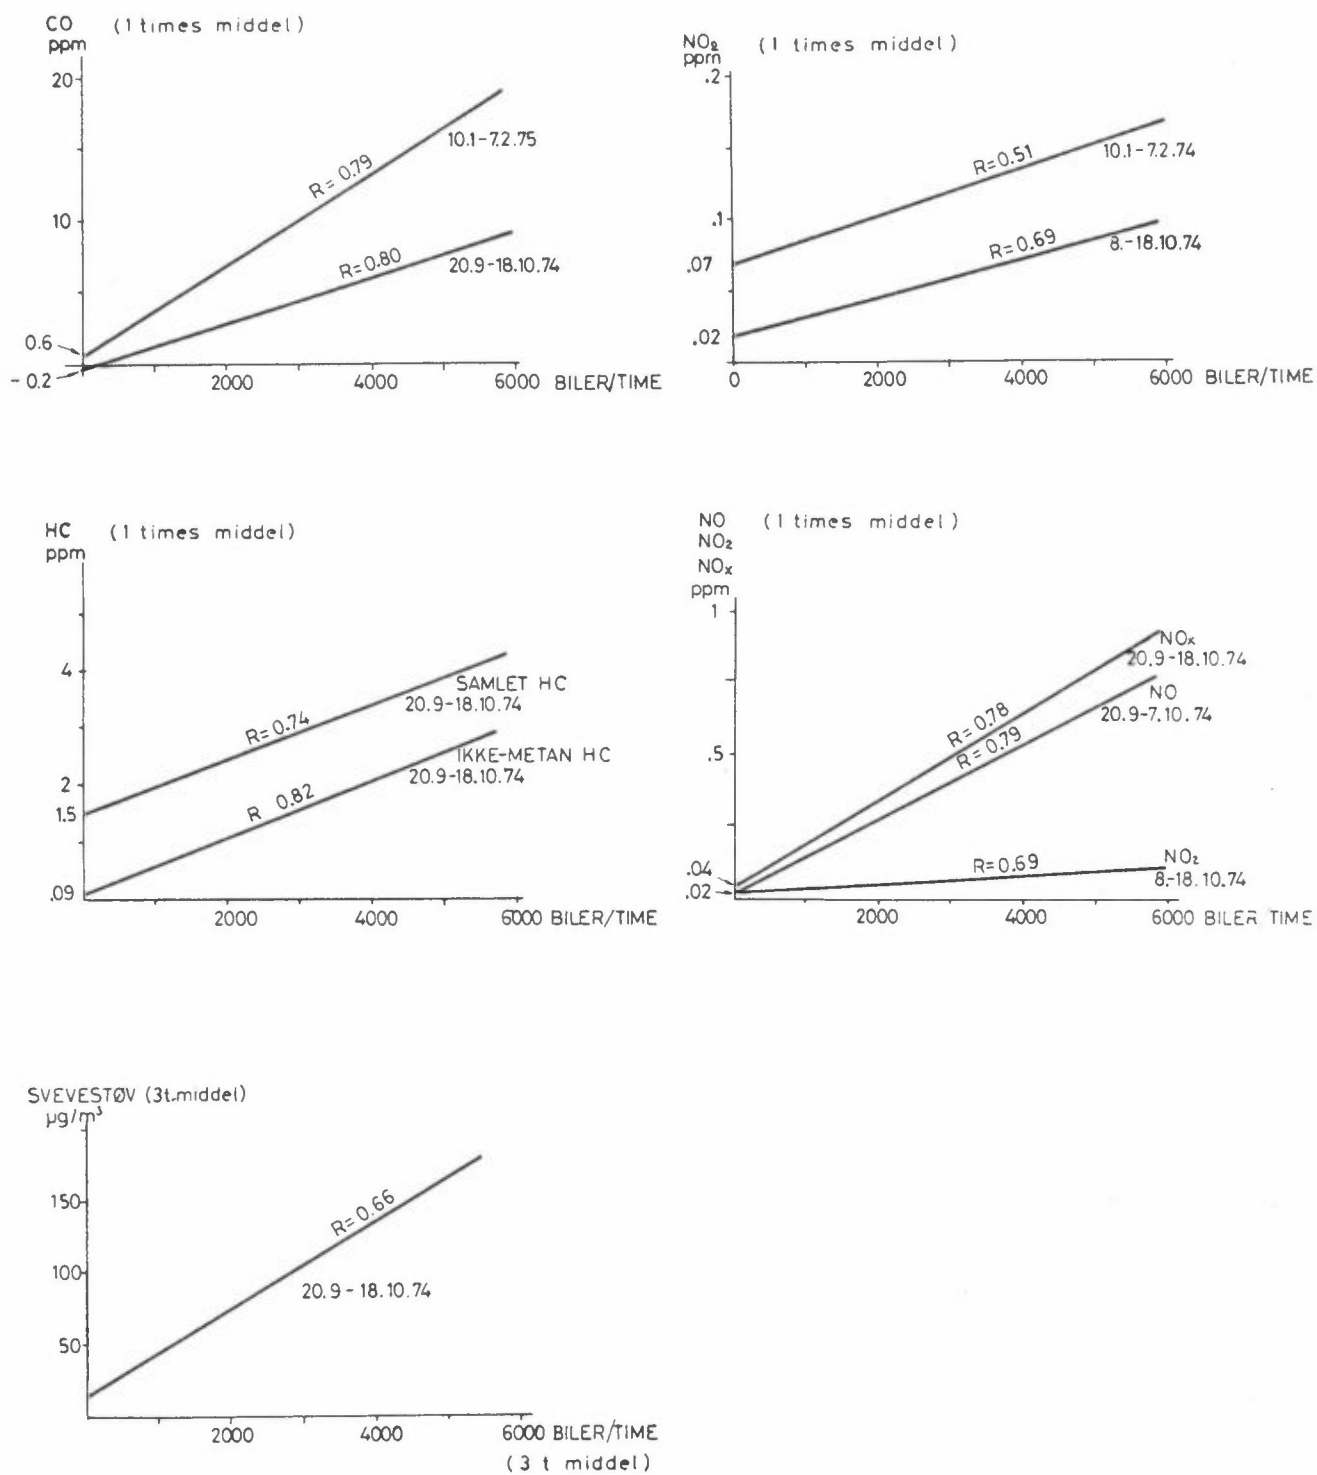 CO (1 times middel)
ppm
20
10
0.6
-0.2
R=0.79
10.1-7.2.75
R=0.80
20.9-18.10.74
2000 4000 6000 BILER/TIME
NO₂ (1 times middel)
ppm
.2
.1
.07
.02
R=0.51
10.1-7.2.74
R=0.69
8.-18.10.74
0 2000 4000 6000 BILER/TIME
HC (1 times middel)
ppm
4
2
1.5
.09
R=0.74
SAMLET HC
20.9-18.10.74
R 0.82
IKKE-METAN HC
20.9-18.10.74
2000 4000 6000 BILER/TIME
NO (1 times middel)
NO₂
NOx
ppm
1
.5
.04
.02
R=0.78
NOx
20.9-18.10.74
R=0.79
NO
20.9-7.10.74
R=0.69
NO₂
8.-18.10.74
2000 4000 6000 BILER TIME
SVEVESTØV (3t.middel)
µg/m³
150
100
50
R=0.66
20.9-18.10.74
2000 4000 6000 BILER/TIME
(3 t middel)